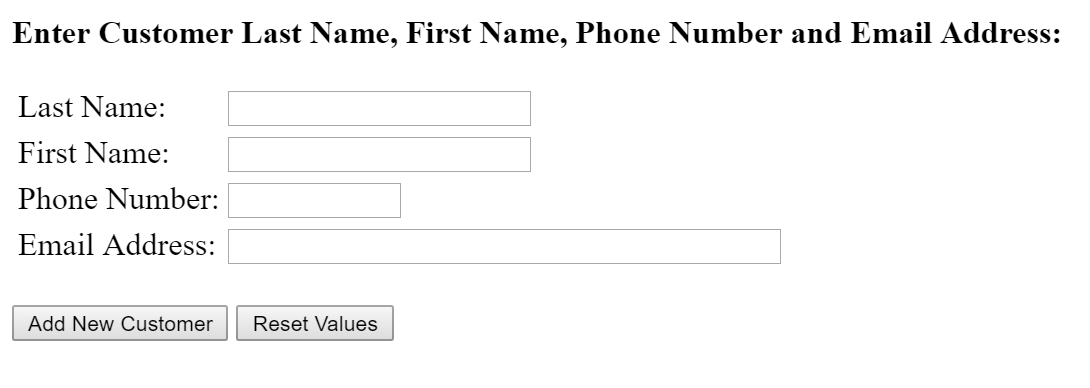 Enter Customer Last Name, First Name, Phone Number and Email Address:
Last Name:
First Name:
Phone Number:
Email Address:
Add New Customer Reset Values